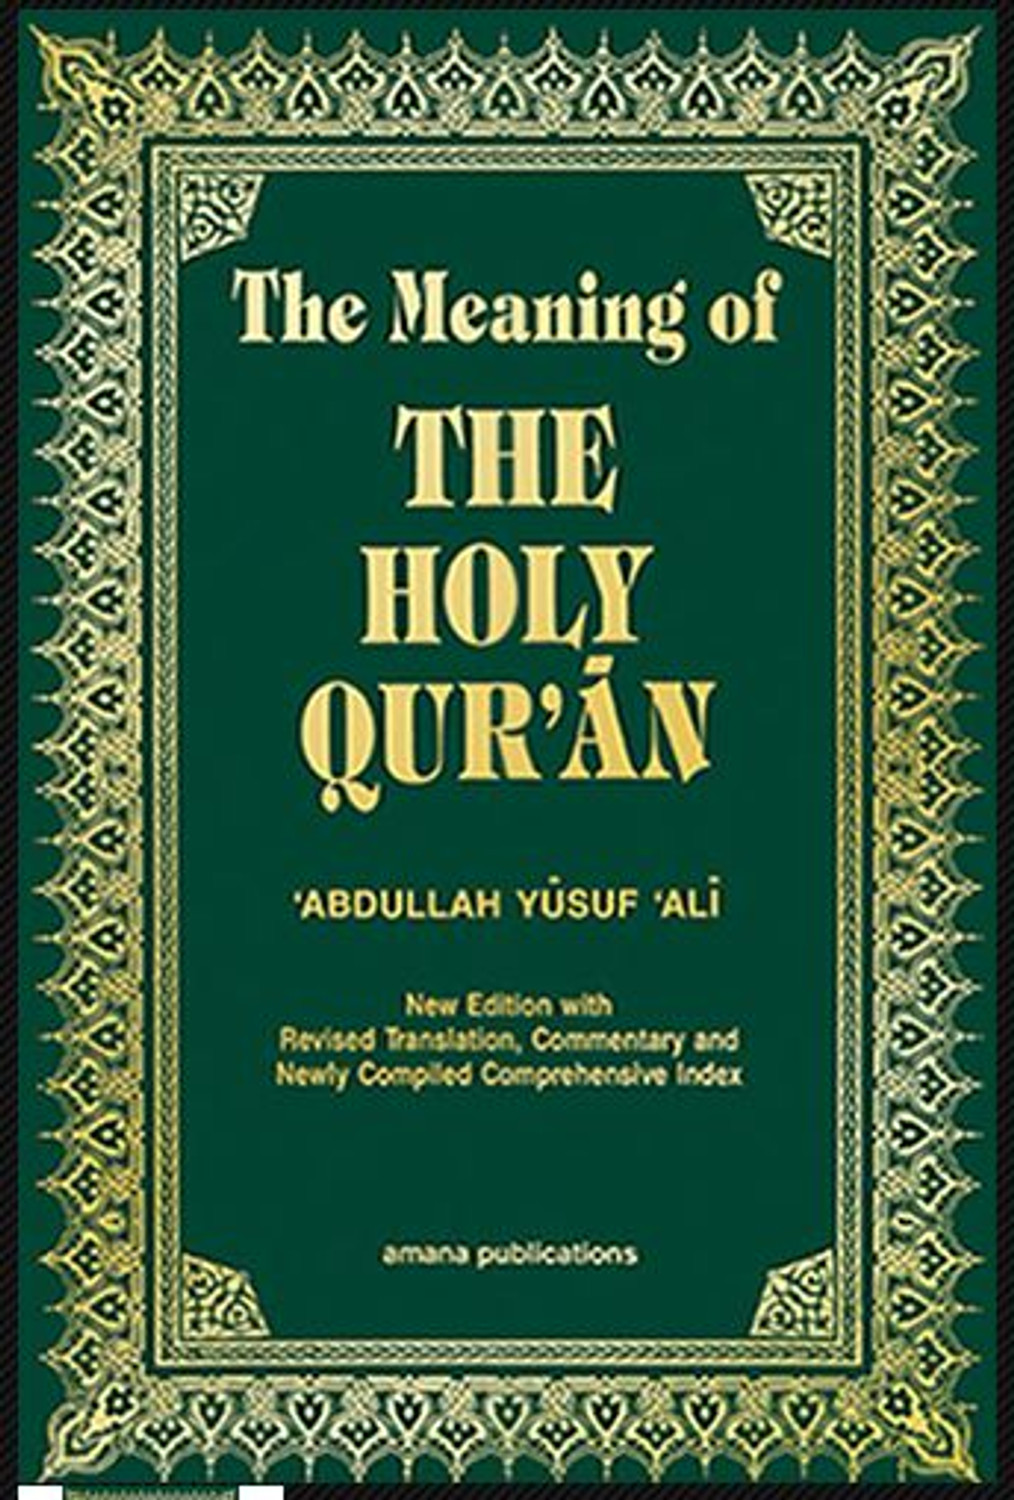 The Meaning of
THE
HOLY
QUR’ĀN
‘ABDULLAH YŪSUF ‘ALĪ
New Edition with
Revised Translation, Commentary and
Newly Compiled Comprehensive Index
amana publications